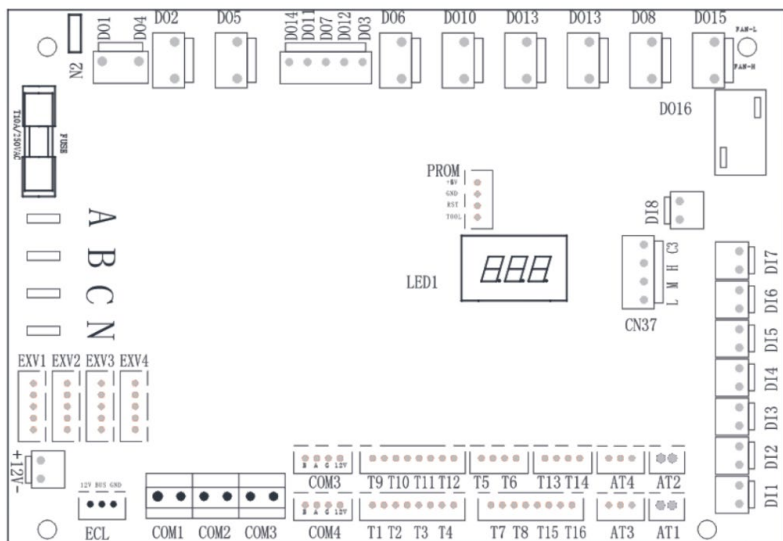 DO1
DO4
DO2
DO5
DO14
DO11
DO7
DO12
DO3
DO6
DO10
DO13
DO13
DO8
DO15
FAN-L
FAN-H
N2
T10A/250VAC
FUSE
DO16
PROM
+5V
GND
RST
TOOL
DI8
A
B
C
N
LED1
L M H C3
CN37
DI7
DI6
DI5
DI4
DI3
DI2
DI1
EXV1 EXV2 EXV3 EXV4
+12V-
12V BUS GND
ECL
COM1 COM2 COM3
B A G 12V
COM3
T9 T10 T11 T12
T5 T6
T13 T14
AT4
AT2
B A G 12V
COM4
T1 T2 T3 T4
T7 T8 T15 T16
AT3
AT1